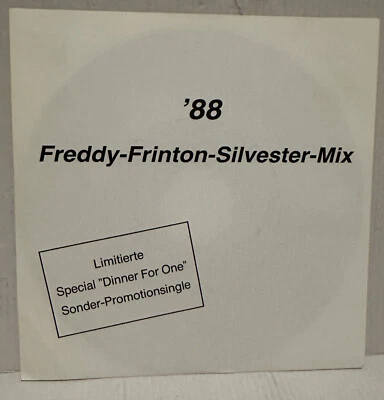 '88
Freddy-Frinton-Silvester-Mix
Limitierte
Special "Dinner For One"
Sonder-Promotionsingle